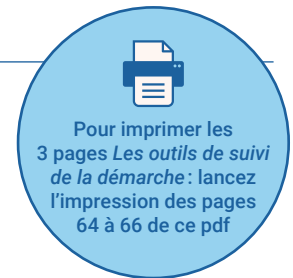 Pour imprimer les
3 pages Les outils de suivi
de la démarche : lancez
l’impression des pages
64 à 66 de ce pdf